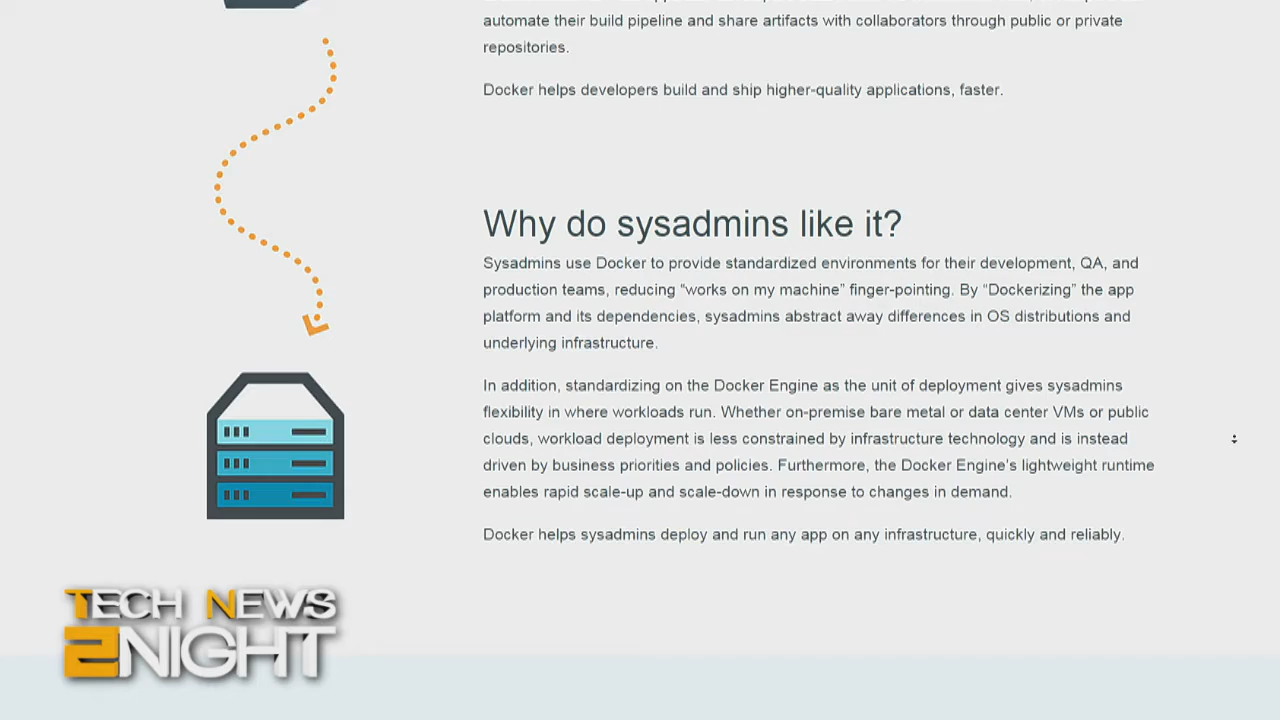 automate their build pipeline and share artifacts with collaborators through public or private
repositories.
Docker helps developers build and ship higher-quality applications, faster.
Why do sysadmins like it?
Sysadmins use Docker to provide standardized environments for their development, QA, and
production teams, reducing “works on my machine” finger-pointing. By “Dockerizing” the app
platform and its dependencies, sysadmins abstract away differences in OS distributions and
underlying infrastructure.
In addition, standardizing on the Docker Engine as the unit of deployment gives sysadmins
flexibility in where workloads run. Whether on-premise bare metal or data center VMs or public
clouds, workload deployment is less constrained by infrastructure technology and is instead
driven by business priorities and policies. Furthermore, the Docker Engine’s lightweight runtime
enables rapid scale-up and scale-down in response to changes in demand.
Docker helps sysadmins deploy and run any app on any infrastructure, quickly and reliably.
TECH NEWS
2NIGHT